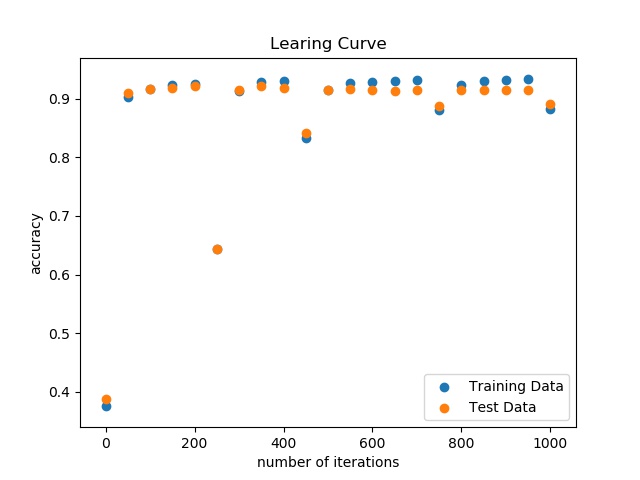 Learing Curve
0.9
0.8
0.7
0.6
0.5
0.4
accuracy
Training Data
Test Data
0 200 400 600 800 1000
number of iterations